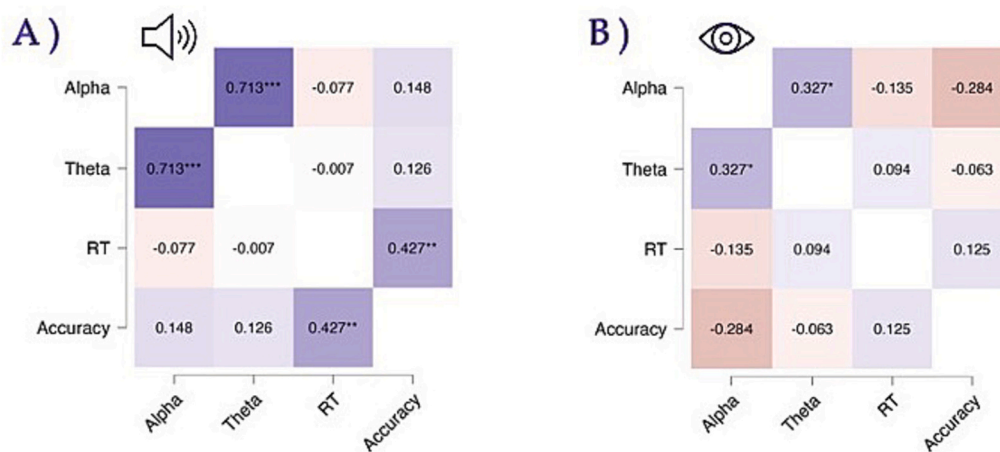 A )
Alpha 0.713*** -0.077 0.148
Theta 0.713*** -0.007 0.126
RT -0.077 -0.007 0.427**
Accuracy 0.148 0.126 0.427**
Alpha Theta RT Accuracy
B )
Alpha 0.327* -0.135 -0.284
Theta 0.327* 0.094 -0.063
RT -0.135 0.094 0.125
Accuracy -0.284 -0.063 0.125
Alpha Theta RT Accuracy